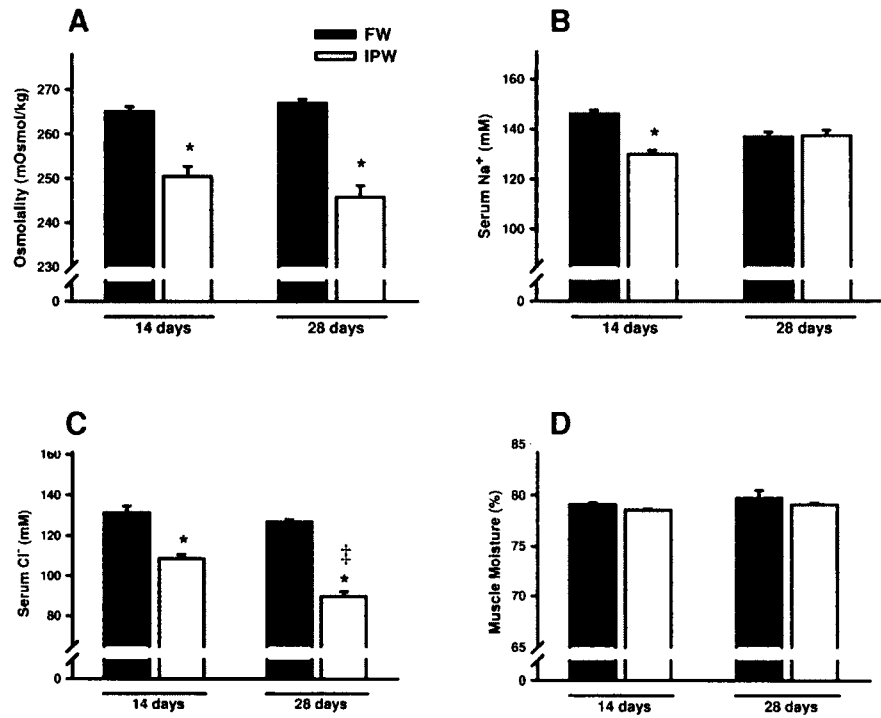 A
FW
IPW
Osmolality (mOsmol/kg)
270
260
250
240
230
0
*
*
14 days
28 days
B
Serum Na⁺ (mM)
160
140
120
100
0
*
14 days
28 days
C
Serum Cl⁻ (mM)
160
140
120
100
80
0
*
‡
*
14 days
28 days
D
Muscle Moisture (%)
85
80
75
70
65
0
14 days
28 days